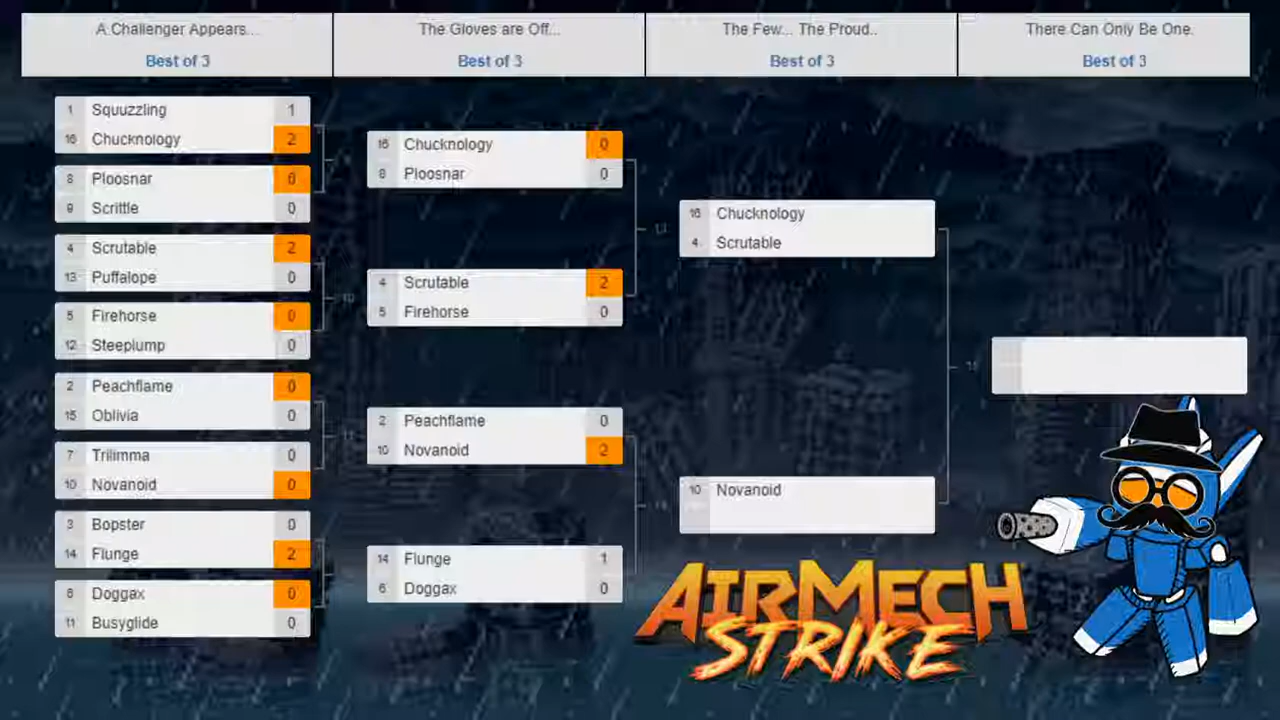 A Challenger Appears...
Best of 3
The Gloves are Off...
Best of 3
The Few... The Proud..
Best of 3
There Can Only Be One.
Best of 3
1 Squuzzling 1
16 Chucknology 2
8 Ploosnar 0
9 Scrittle 0
4 Scrutable 2
13 Puffalope 0
5 Firehorse 0
12 Steeplump 0
2 Peachflame 0
15 Oblivia 0
7 Trilimma 0
10 Novanoid 0
3 Bopster 0
14 Flunge 2
6 Doggax 0
11 Busyglide 0
16 Chucknology 0
8 Ploosnar 0
4 Scrutable 2
5 Firehorse 0
2 Peachflame 0
10 Novanoid 2
14 Flunge 1
6 Doggax 0
16 Chucknology
4 Scrutable
10 Novanoid
AIRMECH
STRIKE